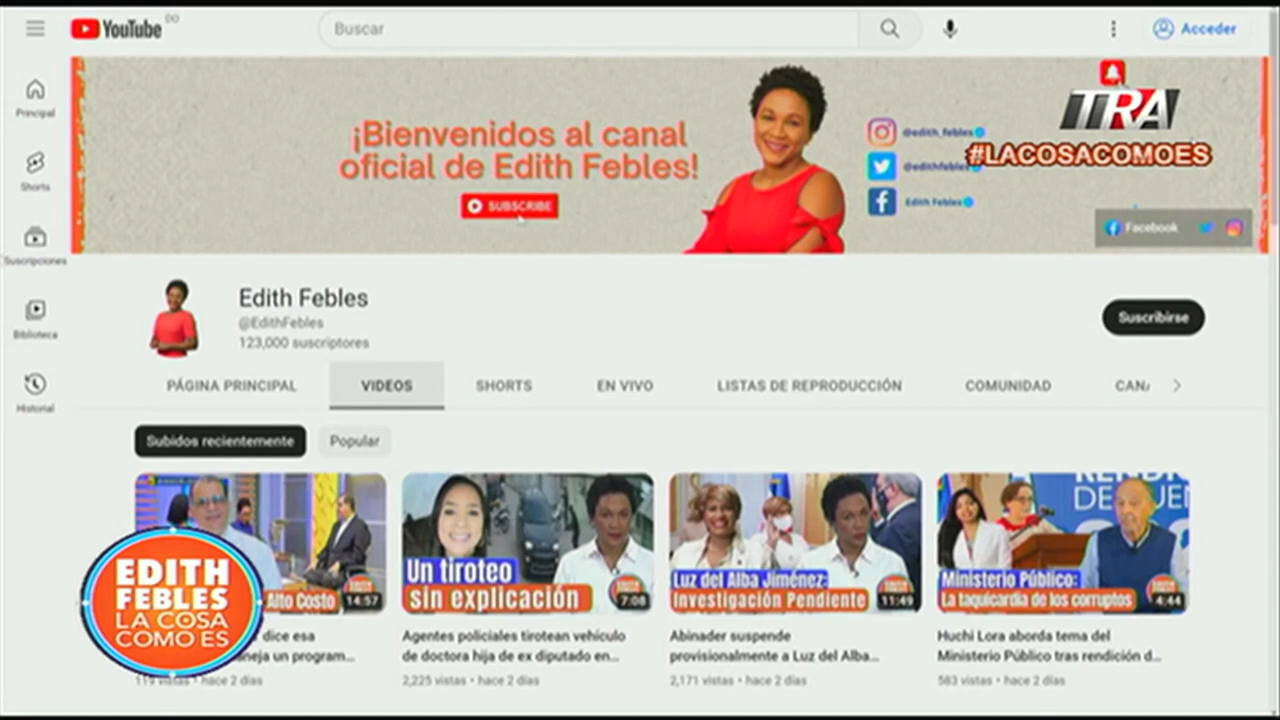 YouTube
DO
Buscar
Acceder
Principal
Shorts
Suscripciones
Biblioteca
Historial
¡Bienvenidos al canal
oficial de Edith Febles!
SUBSCRIBE
@edith_febles
@edithfebles
Edith Febles
TRA
#LACOSACOMOES
Facebook
Edith Febles
@EdithFebles
123,000 suscriptores
Suscribirse
PÁGINA PRINCIPAL
VIDEOS
SHORTS
EN VIVO
LISTAS DE REPRODUCCIÓN
COMUNIDAD
Subidos recientemente
Popular
Alto Costo
14:57
Un tiroteo
sin explicación
7:08
Luz del Alba Jiménez:
Investigación Pendiente
11:49
RENDI
DE
UEN
Ministerio Público:
La taquicardia de los corruptos
4:44
EDITH
FEBLES
LA COSA
COMO ES
dice esa
un program...
119 vistas • hace 2 días
Agentes policiales tirotean vehículo
de doctora hija de ex diputado en...
2,225 vistas • hace 2 días
Abinader suspende
provisionalmente a Luz del Alba...
2,171 vistas • hace 2 días
Huchi Lora aborda tema del
Ministerio Público tras rendición d...
583 vistas • hace 2 días